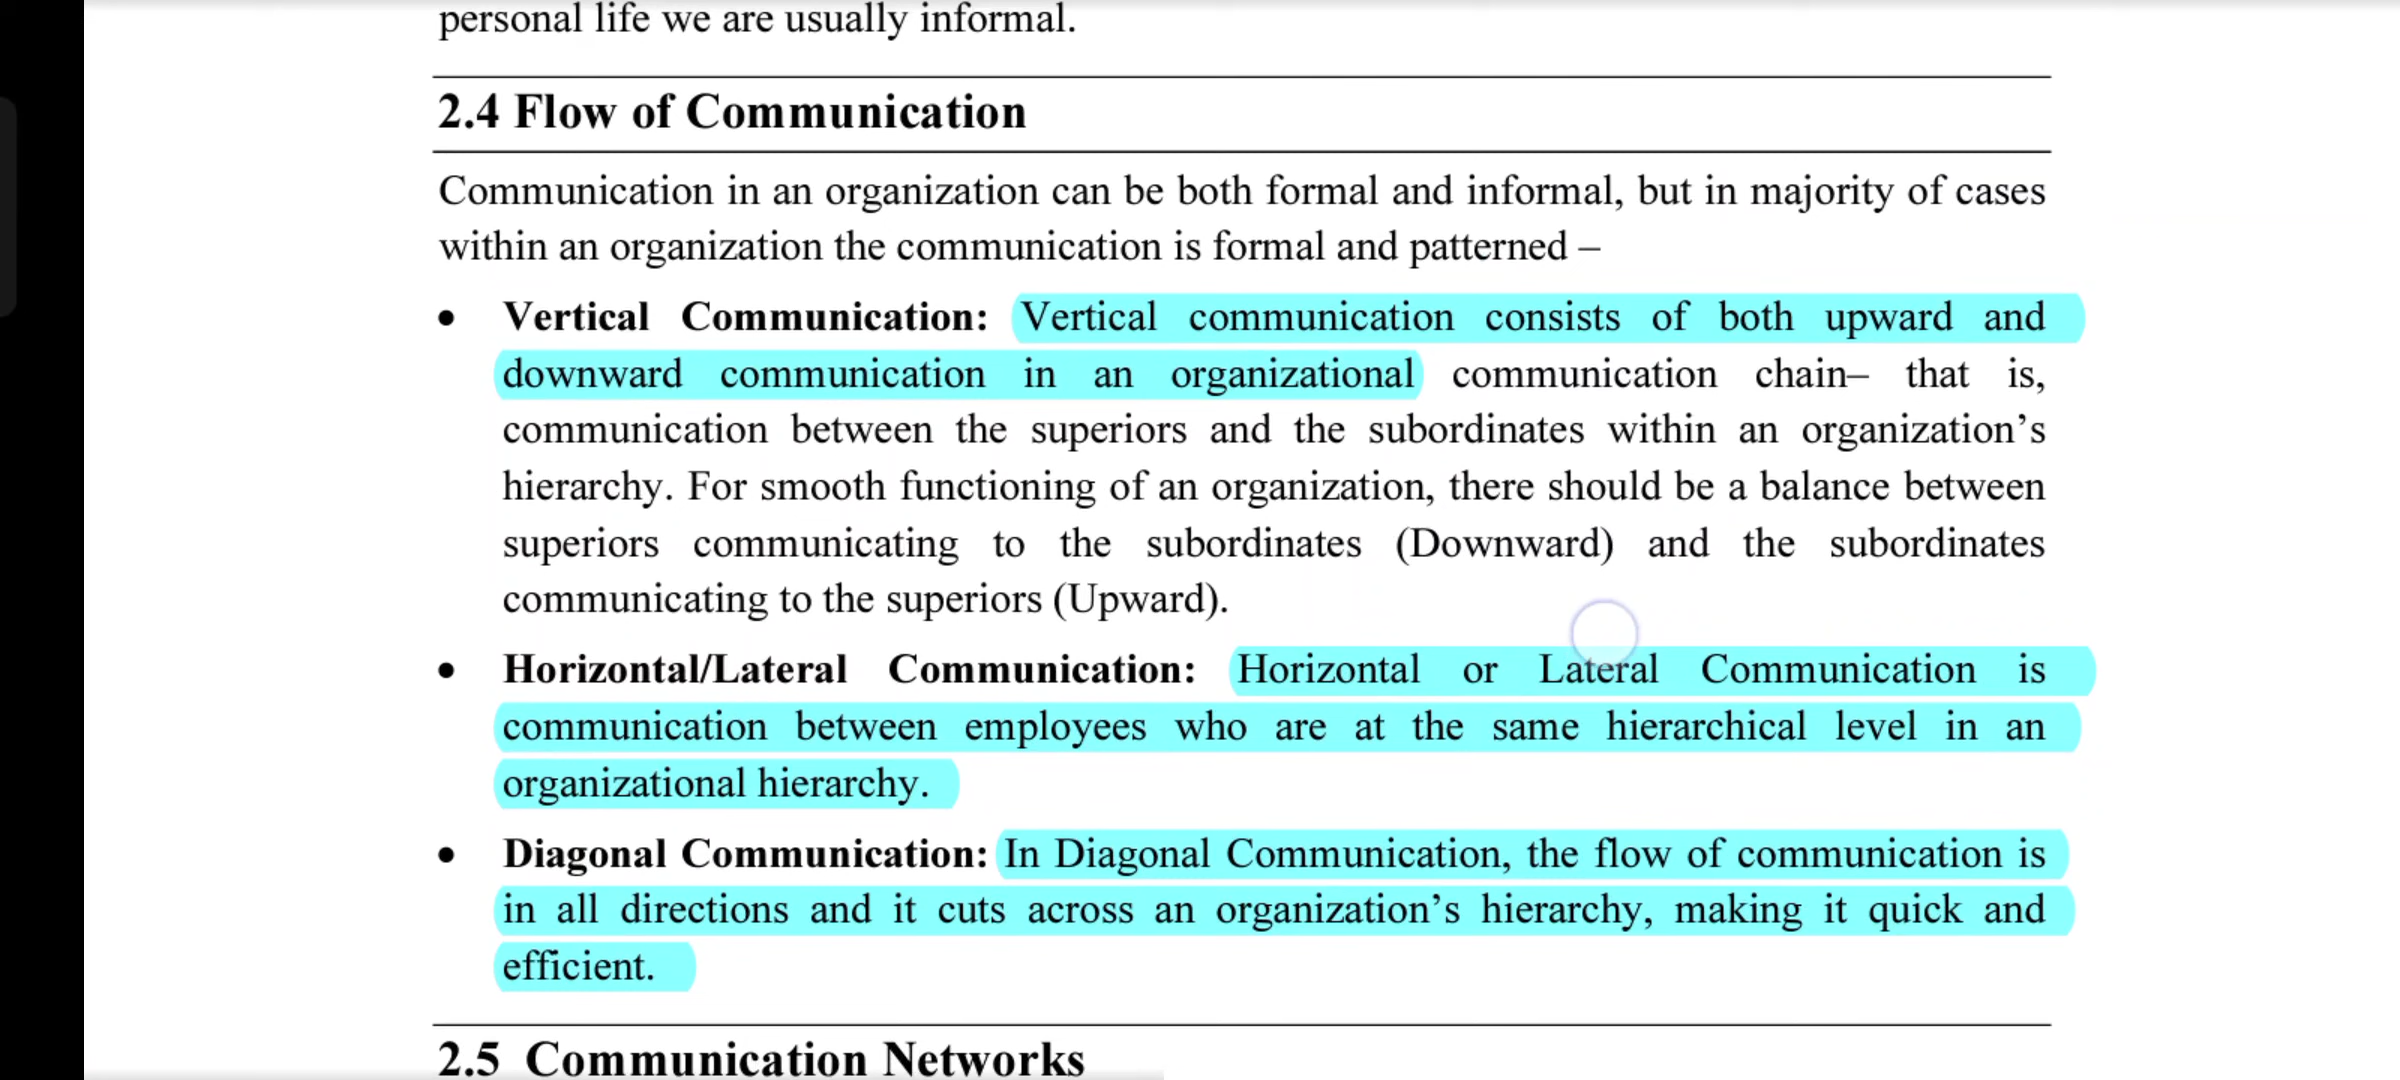 personal life we are usually informal.
2.4 Flow of Communication
Communication in an organization can be both formal and informal, but in majority of cases
within an organization the communication is formal and patterned –
• Vertical Communication: Vertical communication consists of both upward and
downward communication in an organizational communication chain– that is,
communication between the superiors and the subordinates within an organization’s
hierarchy. For smooth functioning of an organization, there should be a balance between
superiors communicating to the subordinates (Downward) and the subordinates
communicating to the superiors (Upward).
• Horizontal/Lateral Communication: Horizontal or Lateral Communication is
communication between employees who are at the same hierarchical level in an
organizational hierarchy.
• Diagonal Communication: In Diagonal Communication, the flow of communication is
in all directions and it cuts across an organization’s hierarchy, making it quick and
efficient.
2.5 Communication Networks